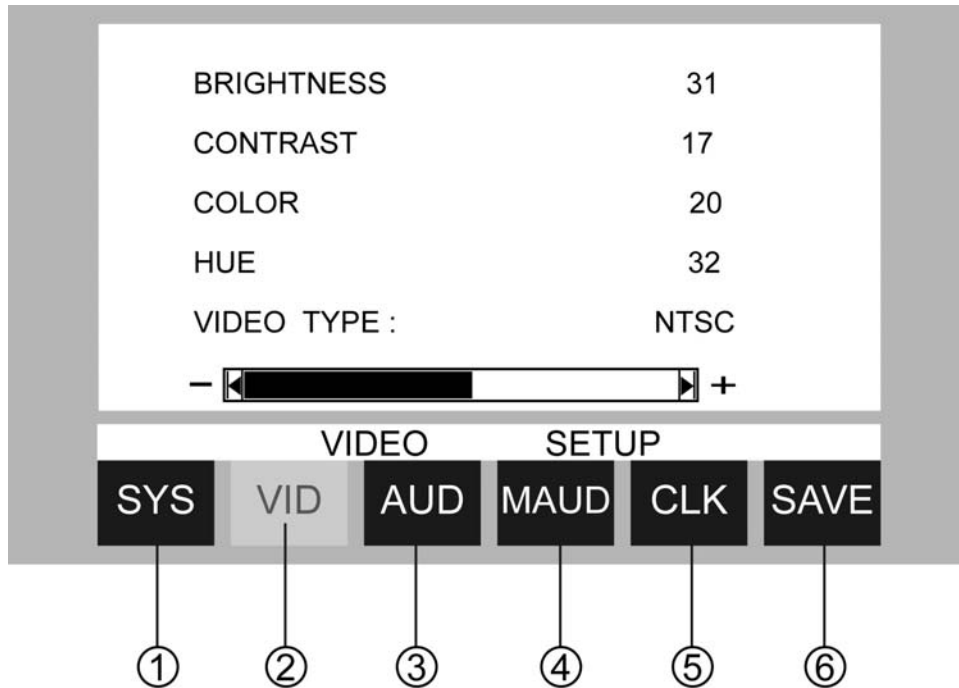 BRIGHTNESS 31
CONTRAST 17
COLOR 20
HUE 32
VIDEO TYPE : NTSC
− +
VIDEO SETUP
SYS VID AUD MAUD CLK SAVE
① ② ③ ④ ⑤ ⑥